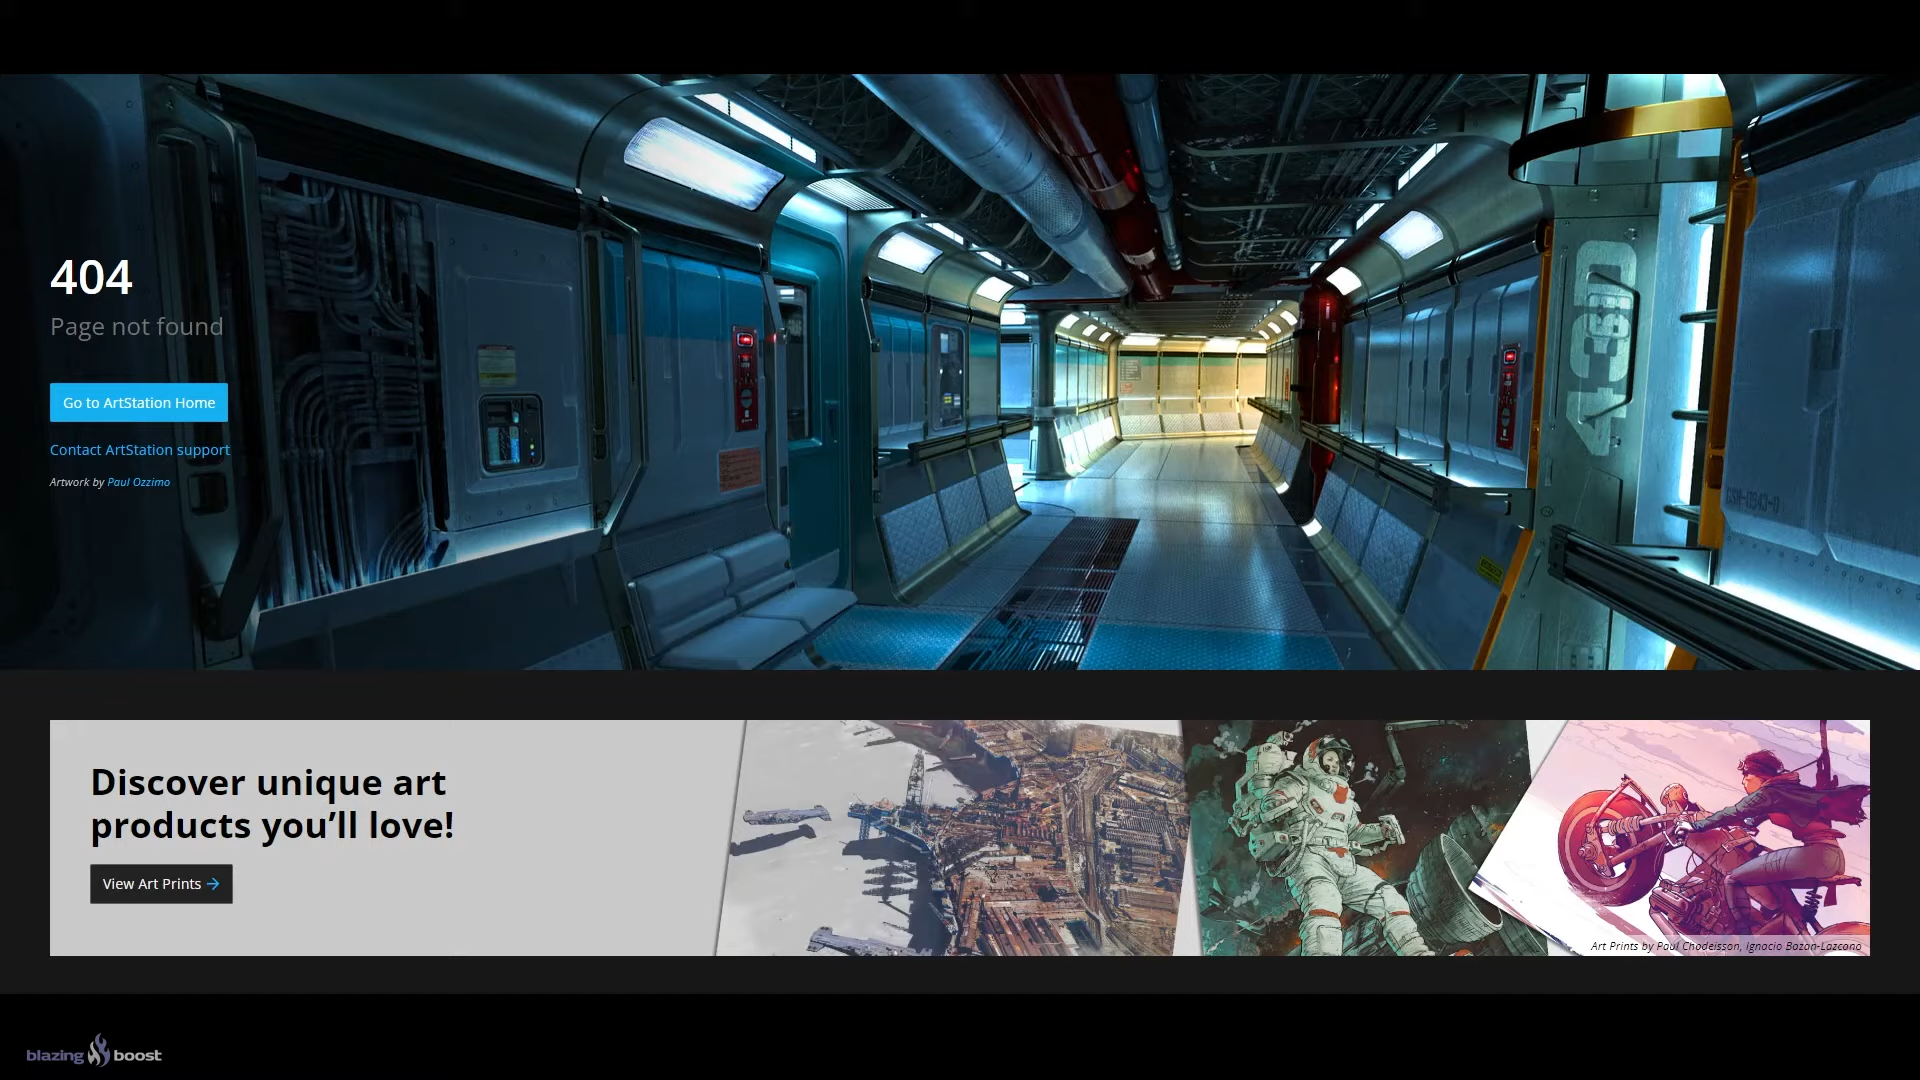 404
Page not found
Go to ArtStation Home
Contact ArtStation support
Artwork by Paul Ozzimo
A380
Discover unique art
products you’ll love!
View Art Prints
Art Prints by Paul Chadeisson, Ignacio Bazan-Lazcano
blazing boost